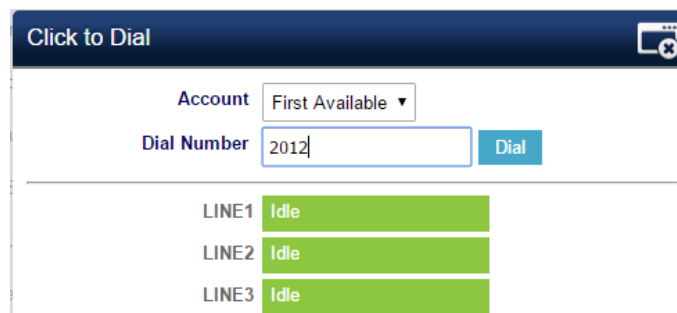 Click to Dial
Account First Available
Dial Number 2012 Dial
LINE1 Idle
LINE2 Idle
LINE3 Idle